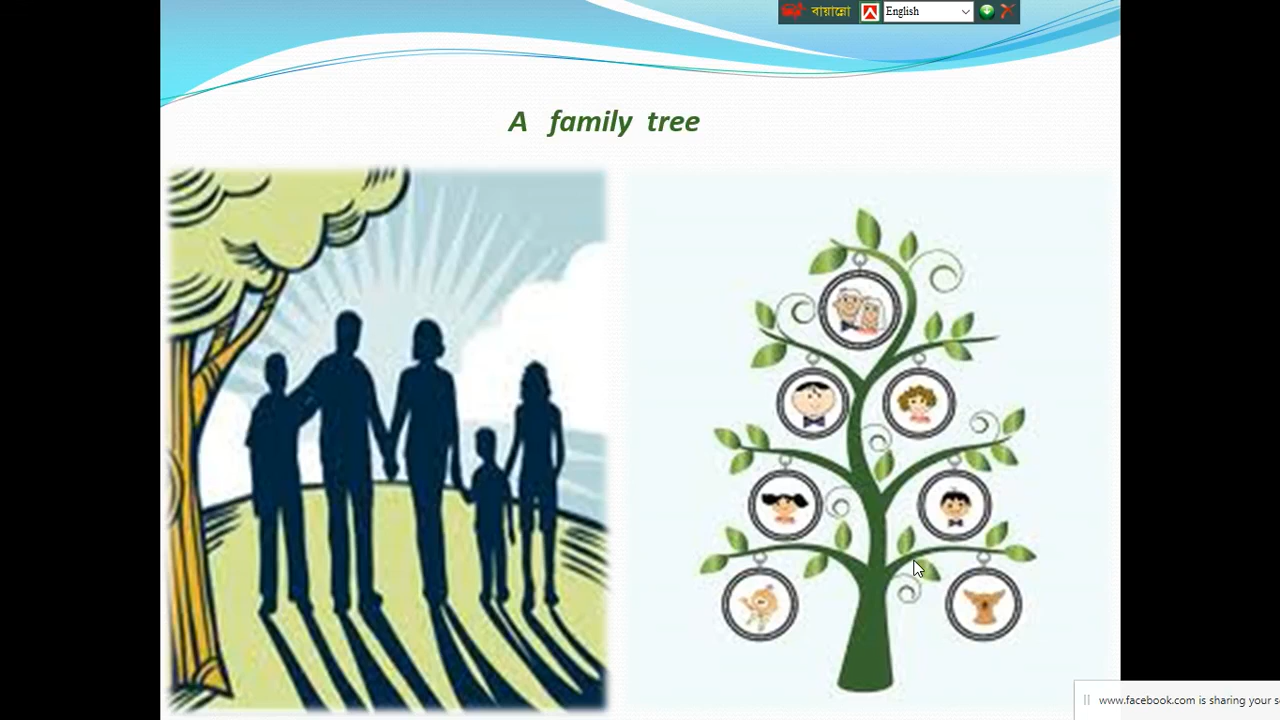 বায়ান্নো English
A family tree
www.facebook.com is sharing your s